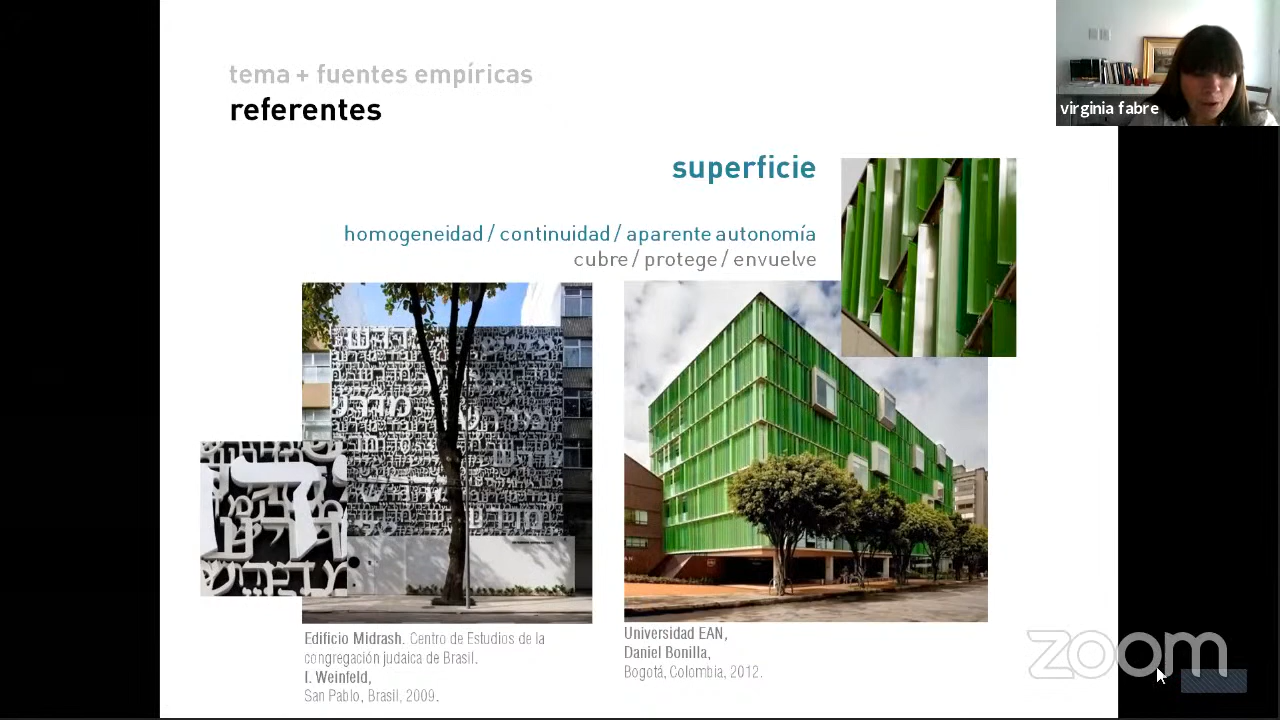 tema + fuentes empíricas
referentes
virginia fabre
superficie
homogeneidad / continuidad / aparente autonomía
cubre / protege / envuelve
Edificio Midrash. Centro de Estudios de la
congregación judaica de Brasil.
I. Weinfeld,
San Pablo, Brasil, 2009.
Universidad EAN,
Daniel Bonilla,
Bogotá, Colombia, 2012.
zoom